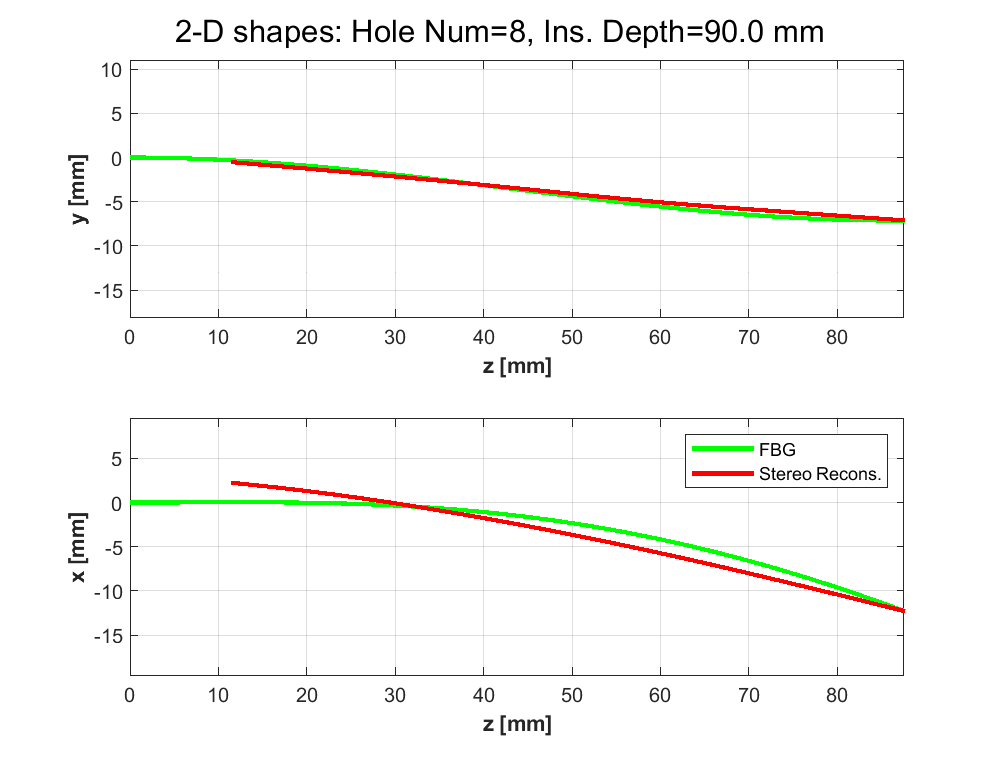 2-D shapes: Hole Num=8, Ins. Depth=90.0 mm
10
5
0
-5
-10
-15
y [mm]
0 10 20 30 40 50 60 70 80
z [mm]
5
0
-5
-10
-15
x [mm]
FBG
Stereo Recons.
0 10 20 30 40 50 60 70 80
z [mm]